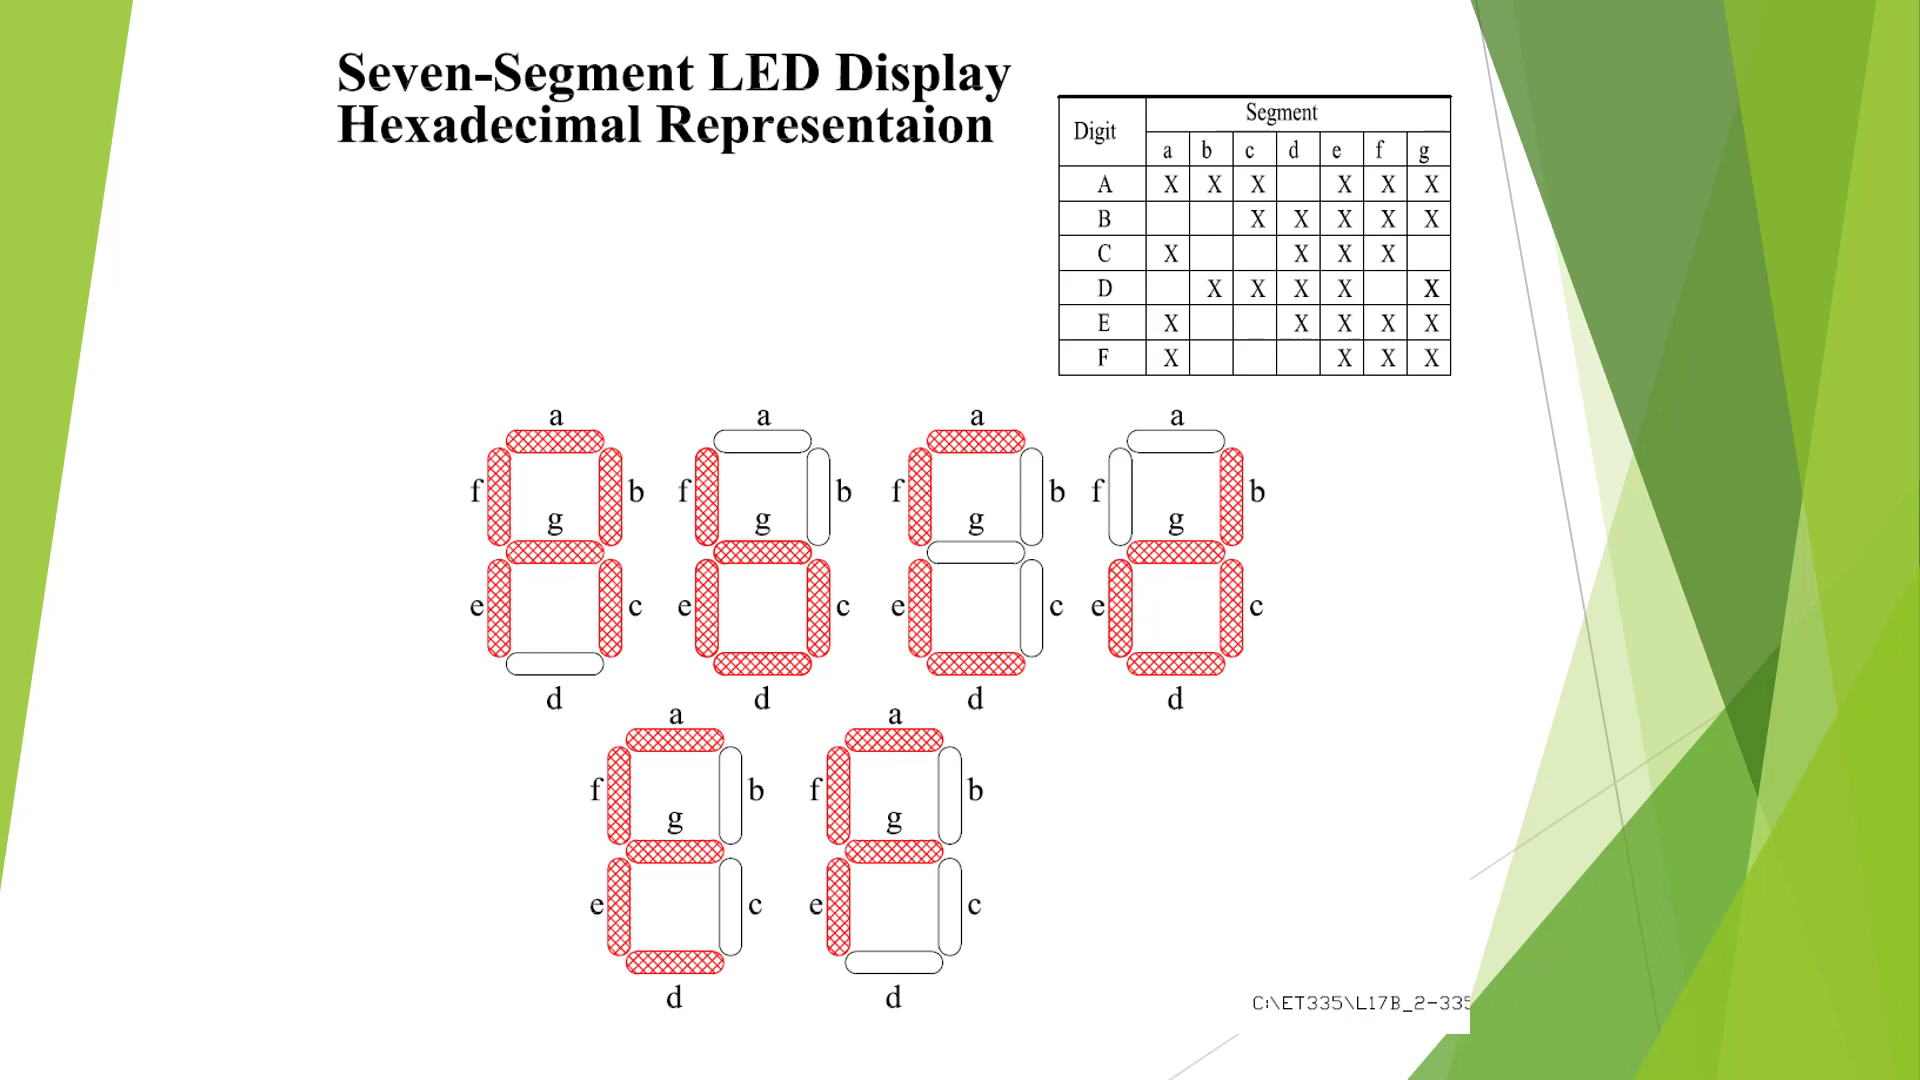 Seven-Segment LED Display
Hexadecimal Representaion
Digit Segment
a b c d e f g
A X X X X X X
B X X X X X
C X X X X
D X X X X X
E X X X X X
F X X X X
a a a a
f b f b f b f b
g g g g
e c e c e c e c
d d d d
a a
f b f b
g g
e c e c
d d
C:\ET335\L17B_2-335